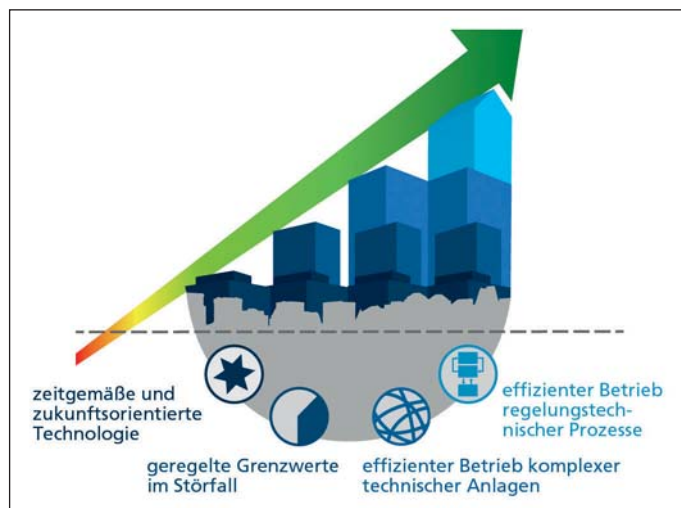 zeitgemäße und
zukunftsorientierte
Technologie
geregelte Grenzwerte
im Störfall
effizienter Betrieb komplexer
technischer Anlagen
effizienter Betrieb
regelungstech-
nischer Prozesse